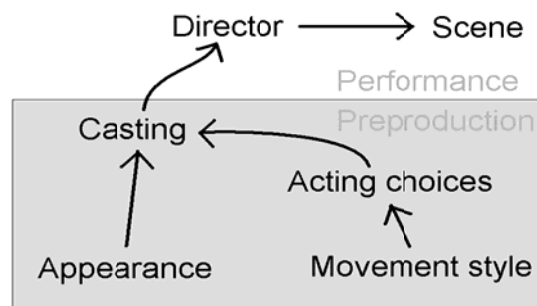 Director
Scene
Performance
Preproduction
Casting
Acting choices
Appearance
Movement style